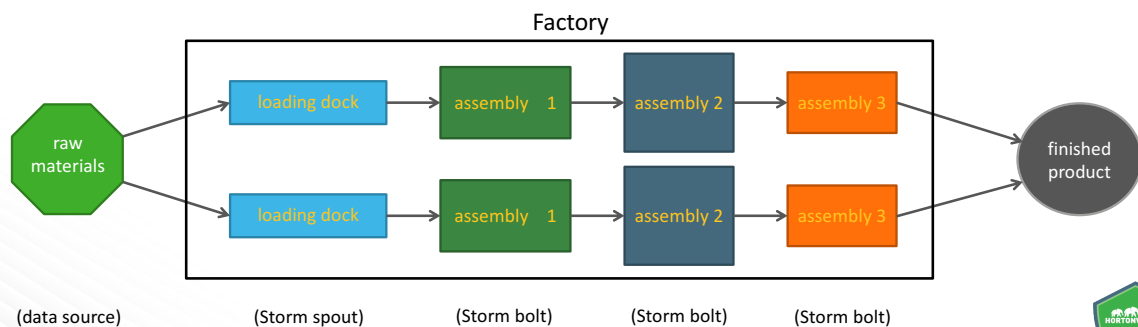 Factory
raw
materials
loading dock
assembly 1
assembly 2
assembly 3
finished
product
loading dock
assembly 1
assembly 2
assembly 3
(data source)
(Storm spout)
(Storm bolt)
(Storm bolt)
(Storm bolt)